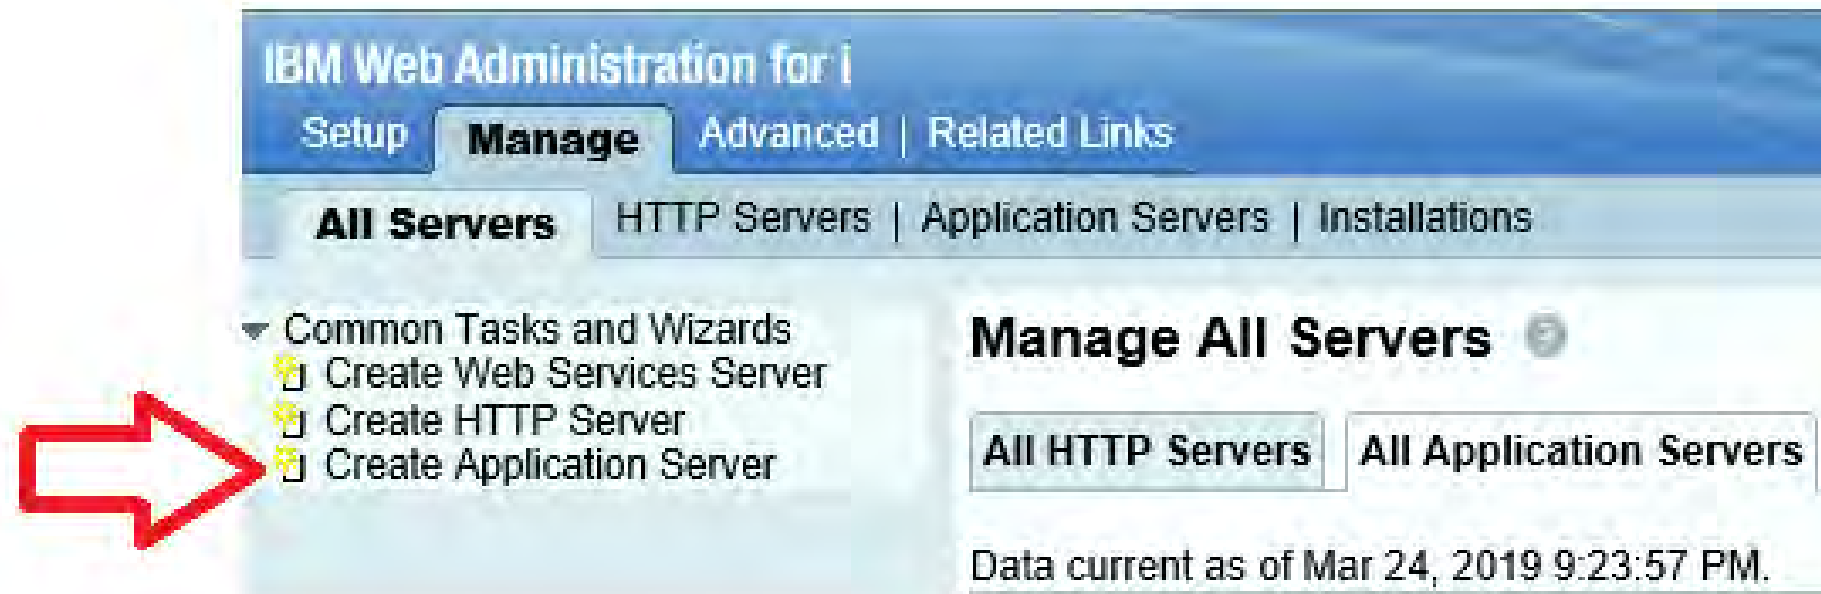 IBM Web Administration for i
Setup Manage Advanced | Related Links
All Servers HTTP Servers | Application Servers | Installations
Common Tasks and Wizards
Create Web Services Server
Create HTTP Server
Create Application Server
Manage All Servers
All HTTP Servers All Application Servers
Data current as of Mar 24, 2019 9:23:57 PM.